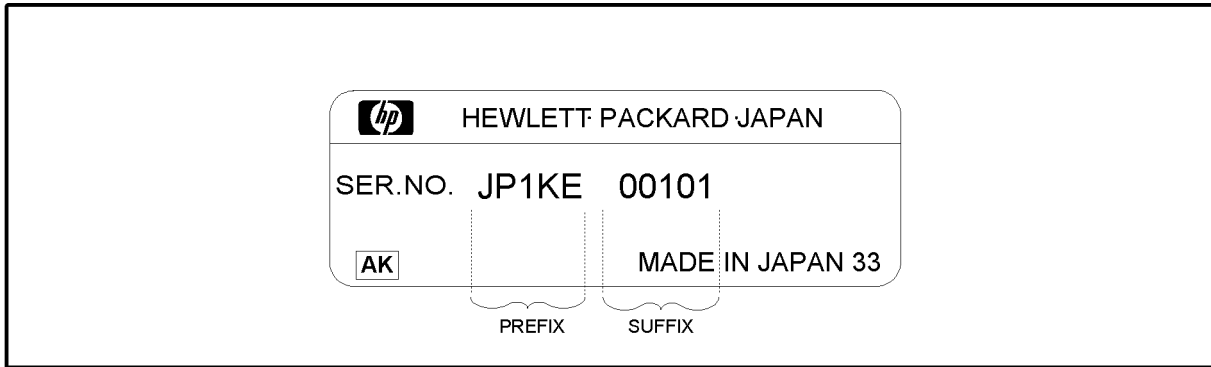 hp HEWLETT·PACKARD·JAPAN
SER.NO. JP1KE 00101
AK MADE IN JAPAN 33
PREFIX SUFFIX